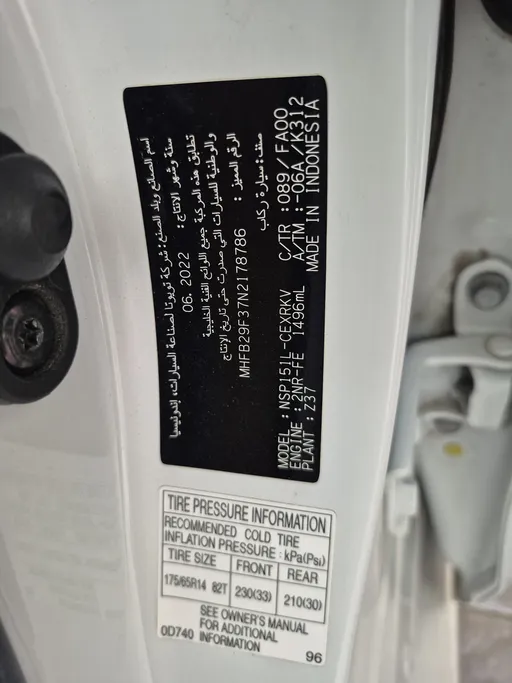 اسم الصانع وبلد الصنع : شركة تويوتا لصناعة السيارات، إندونيسيا
سنة وشهر الإنتاج : 06. 2022
تطابق هذه المركبة جميع اللوائح الفنية الخليجية
والوطنية للسيارات التي صدرت حتى تاريخ الإنتاج
الرقم المميز : MHFB29F37N2178786
صنف: سيارة ركاب
MODEL : NSP151L-CEXRKV C/TR : 089/ FA00
ENGINE : 2NR-FE 1496mL A/TM : -06A /K312
PLANT : Z37 MADE IN INDONESIA
TIRE PRESSURE INFORMATION
RECOMMENDED COLD TIRE
INFLATION PRESSURE : kPa(Psi)
TIRE SIZE FRONT REAR
175/65R14 82T 230(33) 210(30)
SEE OWNER'S MANUAL
FOR ADDITIONAL
0D740 INFORMATION 96